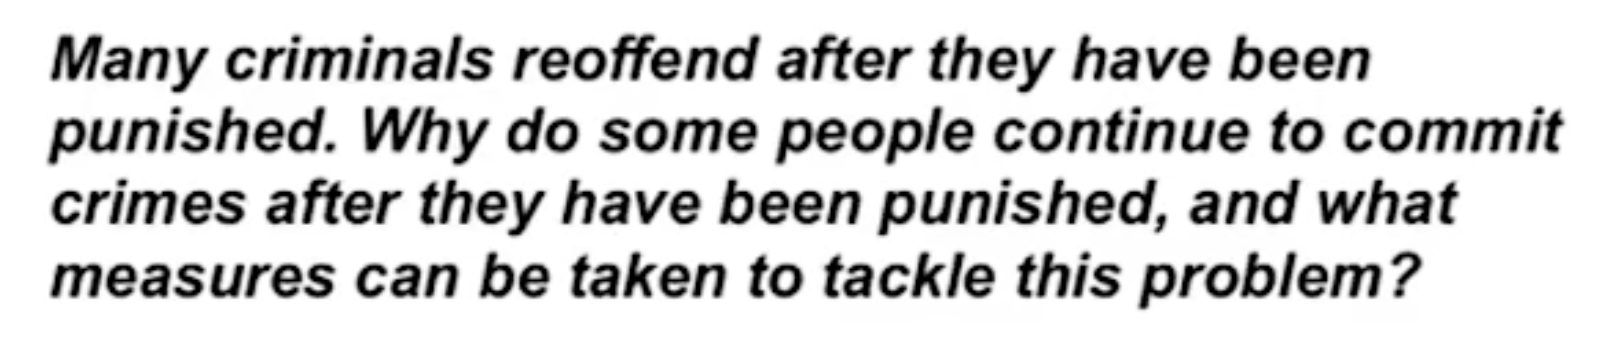 Many criminals reoffend after they have been
punished. Why do some people continue to commit
crimes after they have been punished, and what
measures can be taken to tackle this problem?